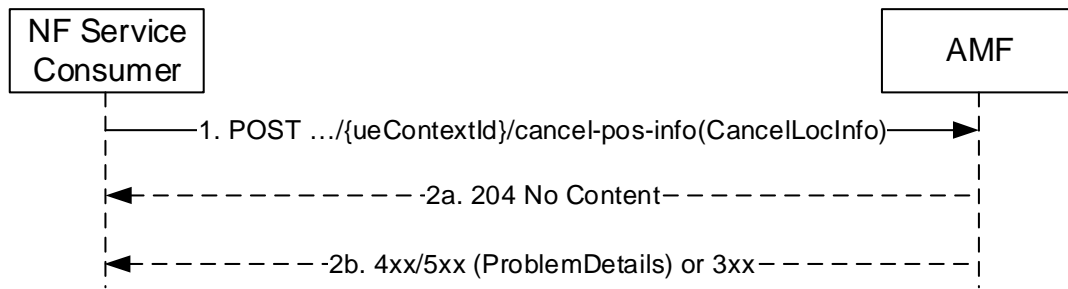 NF Service
Consumer
AMF
1. POST …/{ueContextId}/cancel-pos-info(CancelLocInfo)
2a. 204 No Content
2b. 4xx/5xx (ProblemDetails) or 3xx